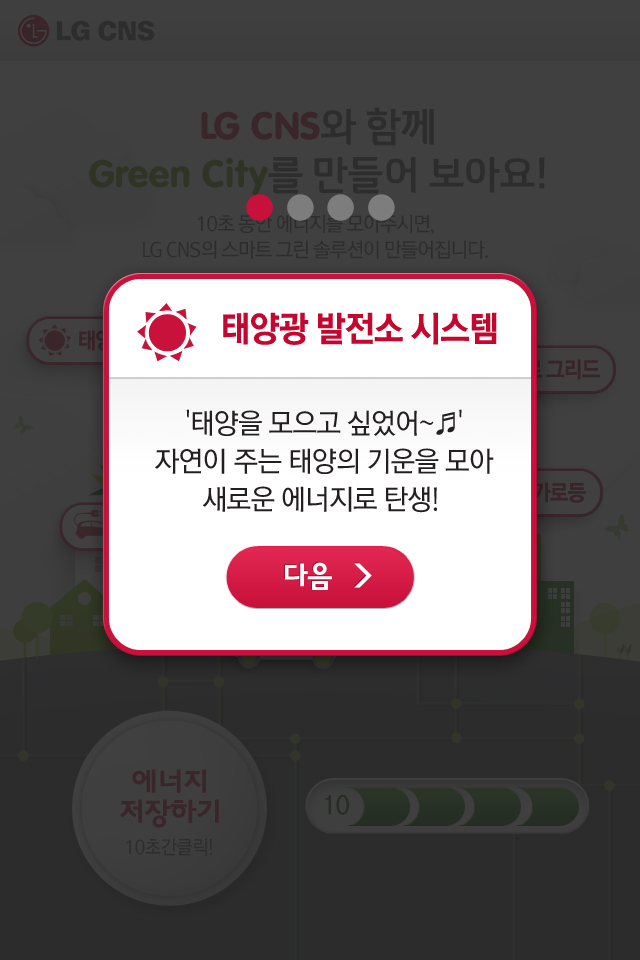 LG CNS
LG CNS와 함께
Green City를 만들어 보아요!
10초 동안 에너지를 모아주시면,
LG CNS의 스마트 그린 솔루션이 만들어집니다.
태양광 발전소 시스템
태양
그리드
'태양을 모으고 싶었어~♬'
자연이 주는 태양의 기운을 모아
새로운 에너지로 탄생!
가로등
다음
에너지
저장하기
10초간클릭!
10